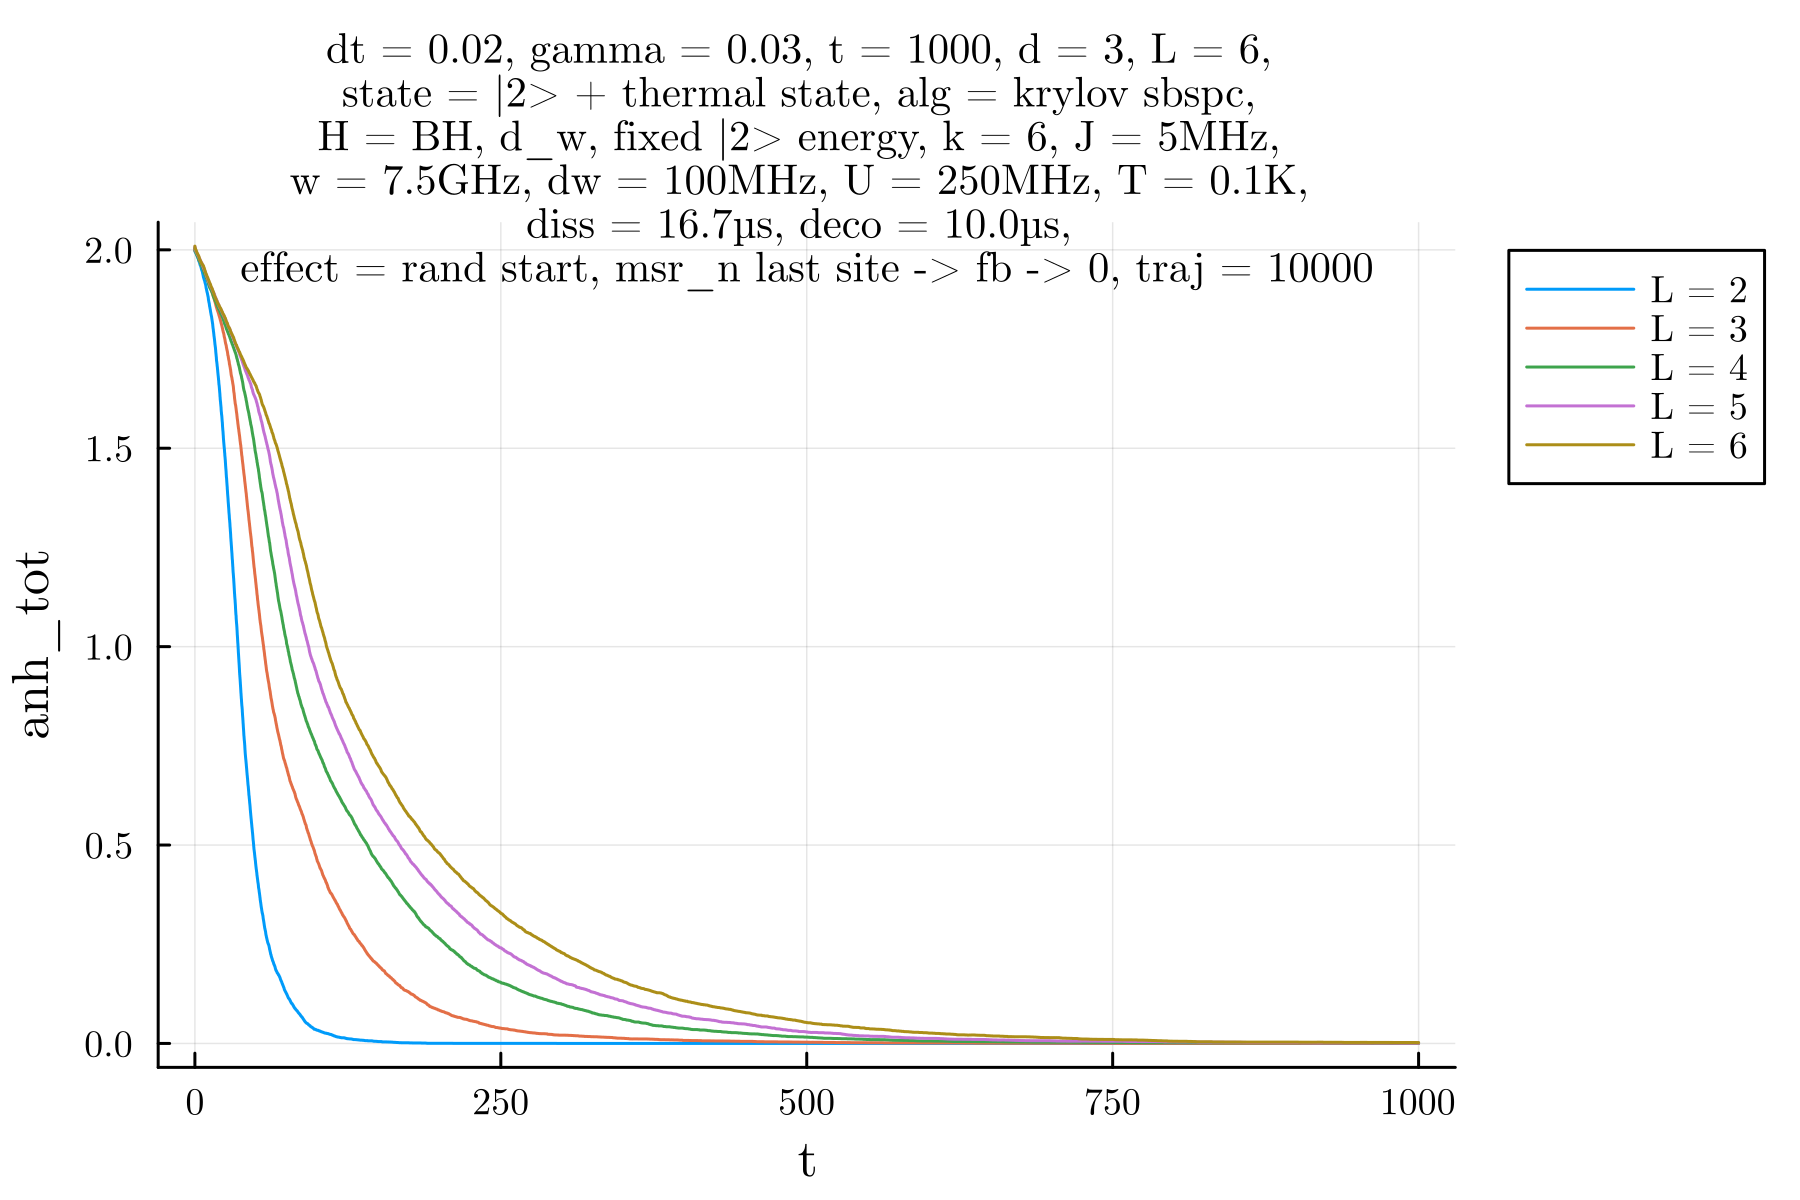 dt = 0.02, gamma = 0.03, t = 1000, d = 3, L = 6,
state = |2> + thermal state, alg = krylov sbspc,
H = BH, d_w, fixed |2> energy, k = 6, J = 5MHz,
w = 7.5GHz, dw = 100MHz, U = 250MHz, T = 0.1K,
diss = 16.7µs, deco = 10.0µs,
effect = rand start, msr_n last site -> fb -> 0, traj = 10000
2.0
1.5
1.0
0.5
0.0
anh_tot
0
250
500
750
1000
t
L = 2
L = 3
L = 4
L = 5
L = 6